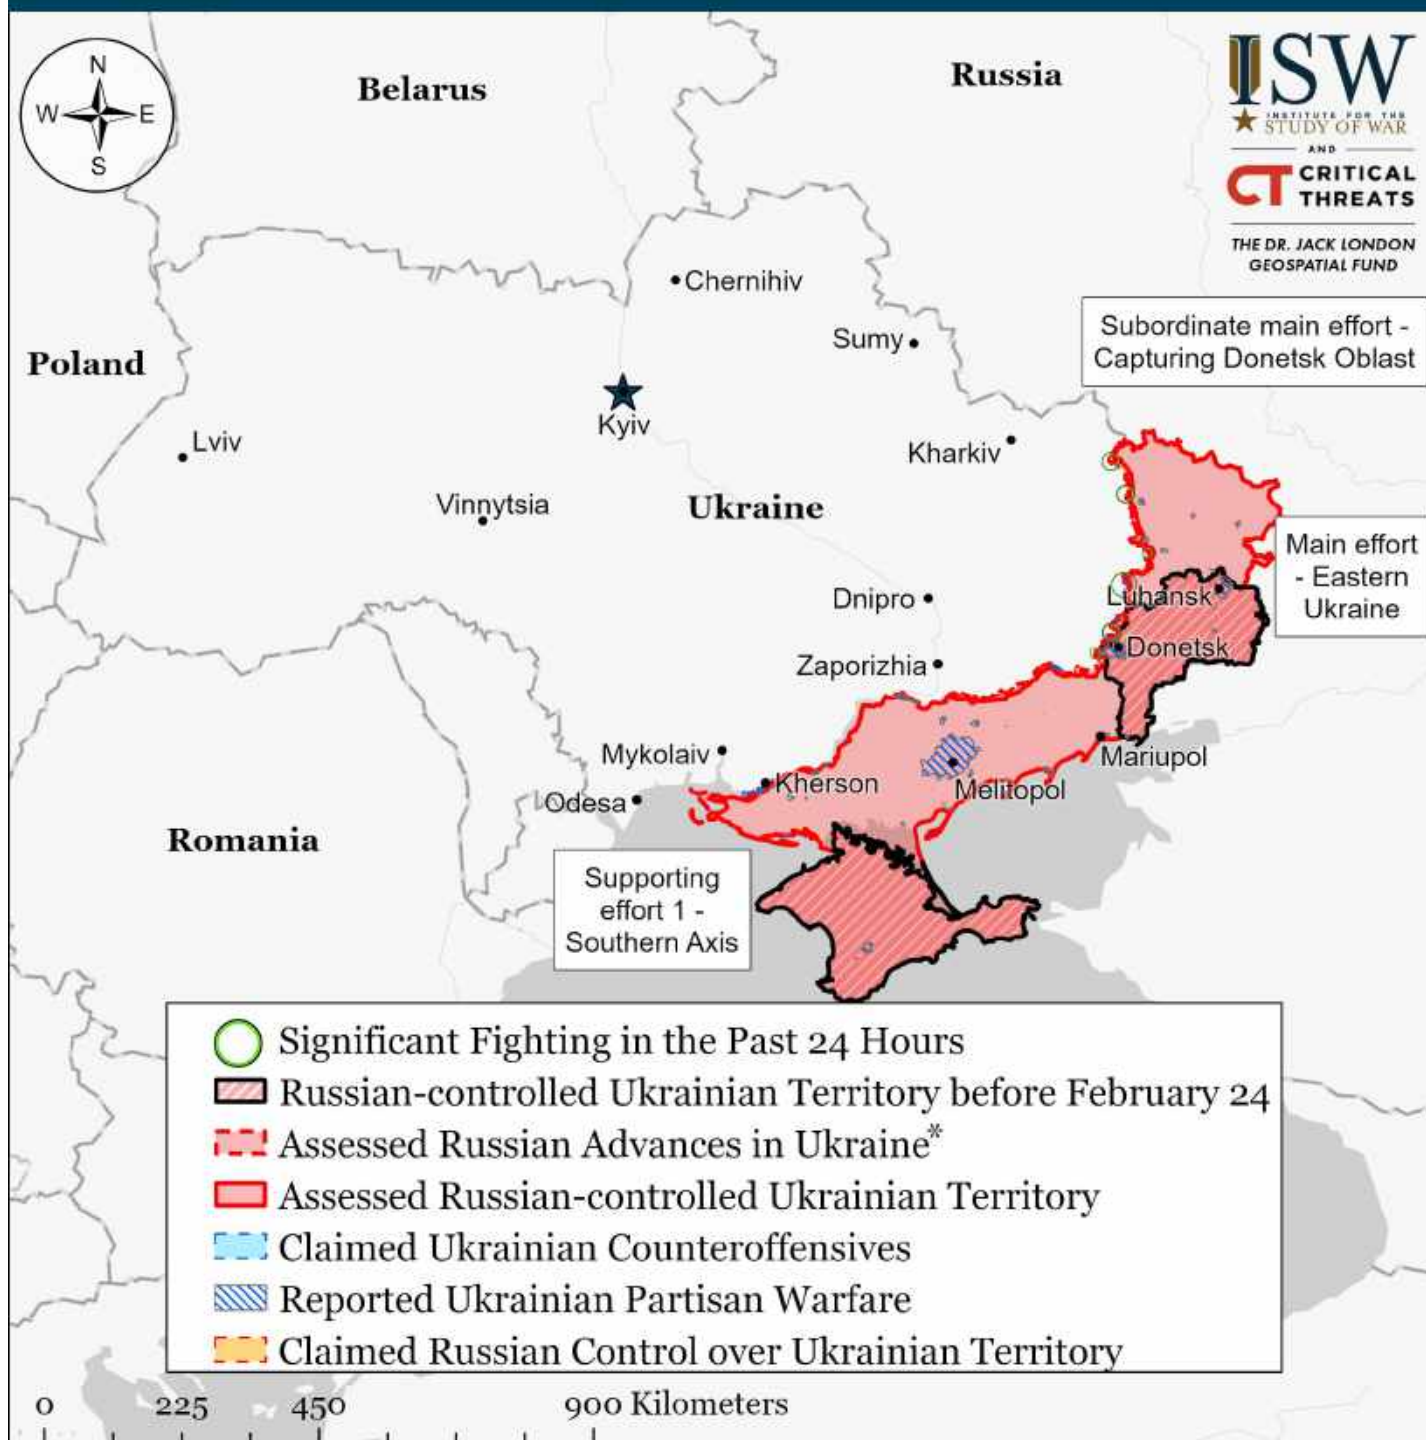 N
W E
S
Belarus
Russia
ISW
INSTITUTE FOR THE
STUDY OF WAR
AND
CT CRITICAL
THREATS
THE DR. JACK LONDON
GEOSPATIAL FUND
Chernihiv
Sumy
Subordinate main effort -
Capturing Donetsk Oblast
Poland
Kyiv
Lviv
Kharkiv
Vinnytsia
Ukraine
Main effort
- Eastern
Ukraine
Dnipro
Luhansk
Donetsk
Zaporizhia
Mykolaiv
Mariupol
Kherson
Melitopol
Odesa
Romania
Supporting
effort 1 -
Southern Axis
Significant Fighting in the Past 24 Hours
Russian-controlled Ukrainian Territory before February 24
Assessed Russian Advances in Ukraine*
Assessed Russian-controlled Ukrainian Territory
Claimed Ukrainian Counteroffensives
Reported Ukrainian Partisan Warfare
Claimed Russian Control over Ukrainian Territory
0 225 450 900 Kilometers